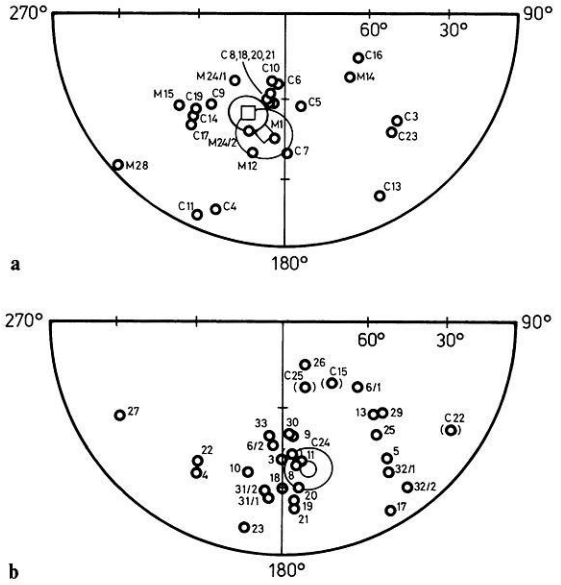 270° 60° 30° 90°
C16
C 8,18,20,21
C10
M24/1
C6
M14
M15
C19
C9
C5
C14
M1
C3
C17
C23
M24/2
M12
C7
M28
C13
C11
C4
a
180°
270° 60° 30° 90°
26
C25
C15
( )
( )
6/1
27
13
29
C 22
( )
33
30
9
6/2
C24
25
22
3
11
5
4
10
8
32/1
18
31/2
20
32/2
31/1
19
17
21
23
b
180°